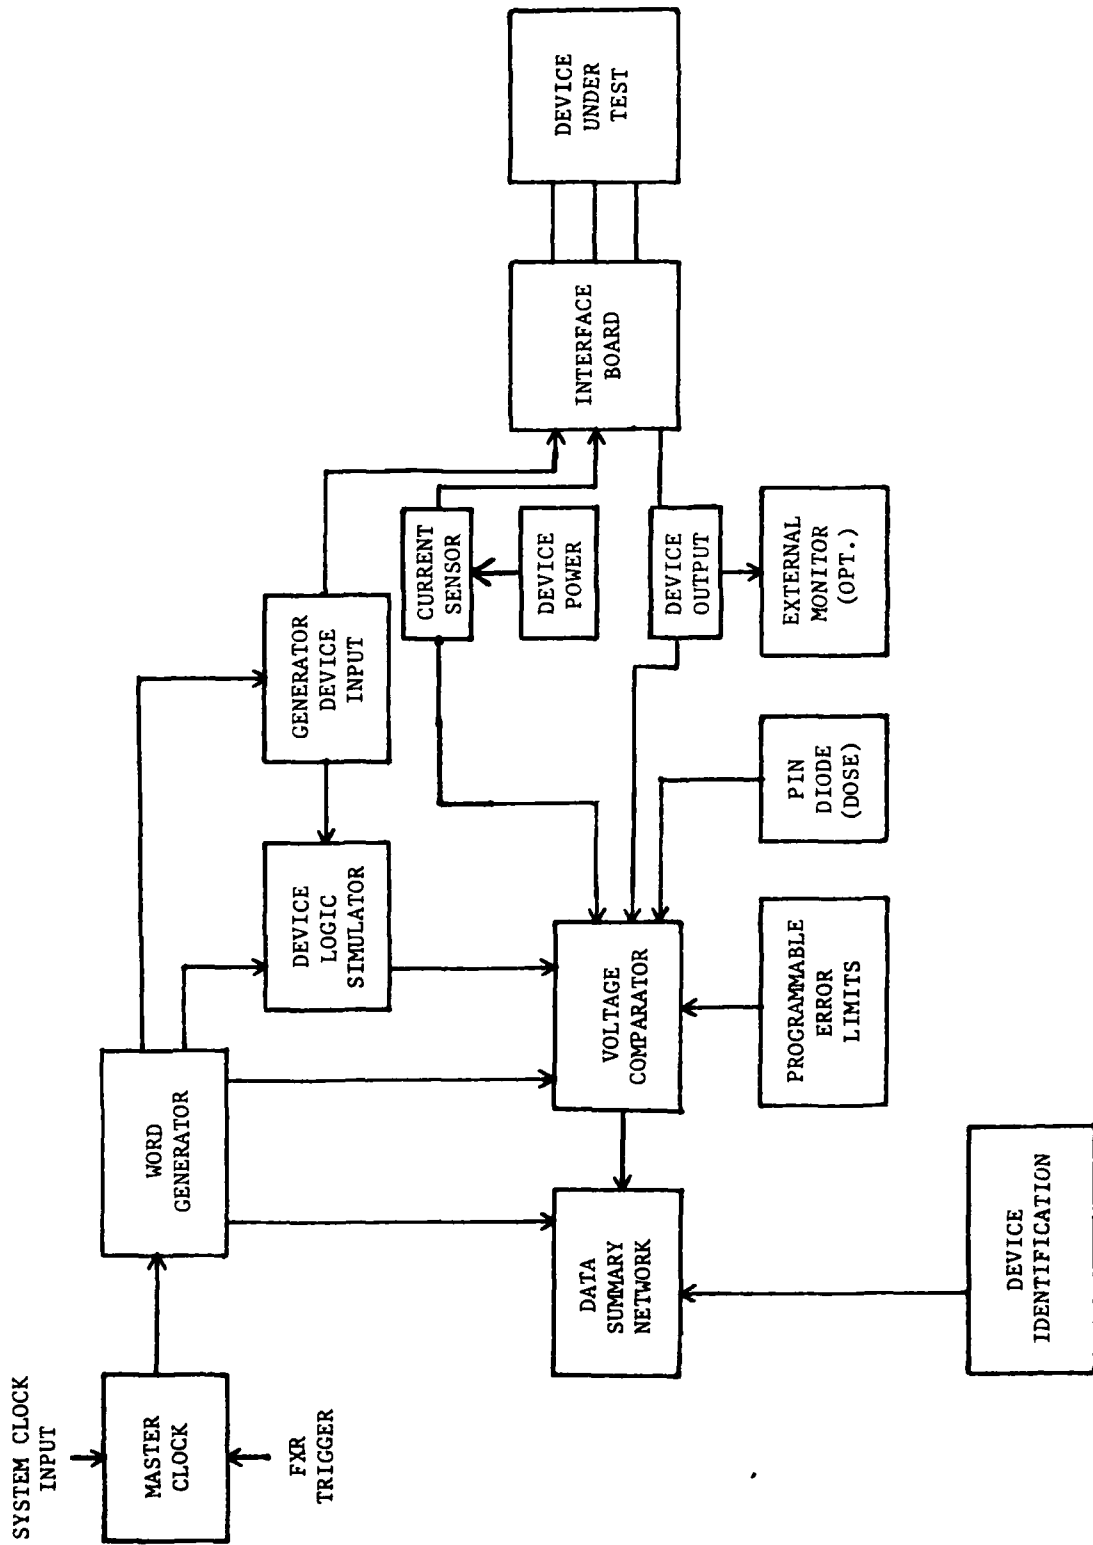 SYSTEM CLOCK
INPUT
MASTER
CLOCK
FXR
TRIGGER
WORD
GENERATOR
DATA
SUMMARY
NETWORK
DEVICE
IDENTIFICATION
DEVICE
LOGIC
SIMULATOR
VOLTAGE
COMPARATOR
PROGRAMMABLE
ERROR
LIMITS
GENERATOR
DEVICE
INPUT
PIN
DIODE
(DOSE)
CURRENT
SENSOR
DEVICE
POWER
DEVICE
OUTPUT
EXTERNAL
MONITOR
(OPT.)
INTERFACE
BOARD
DEVICE
UNDER
TEST